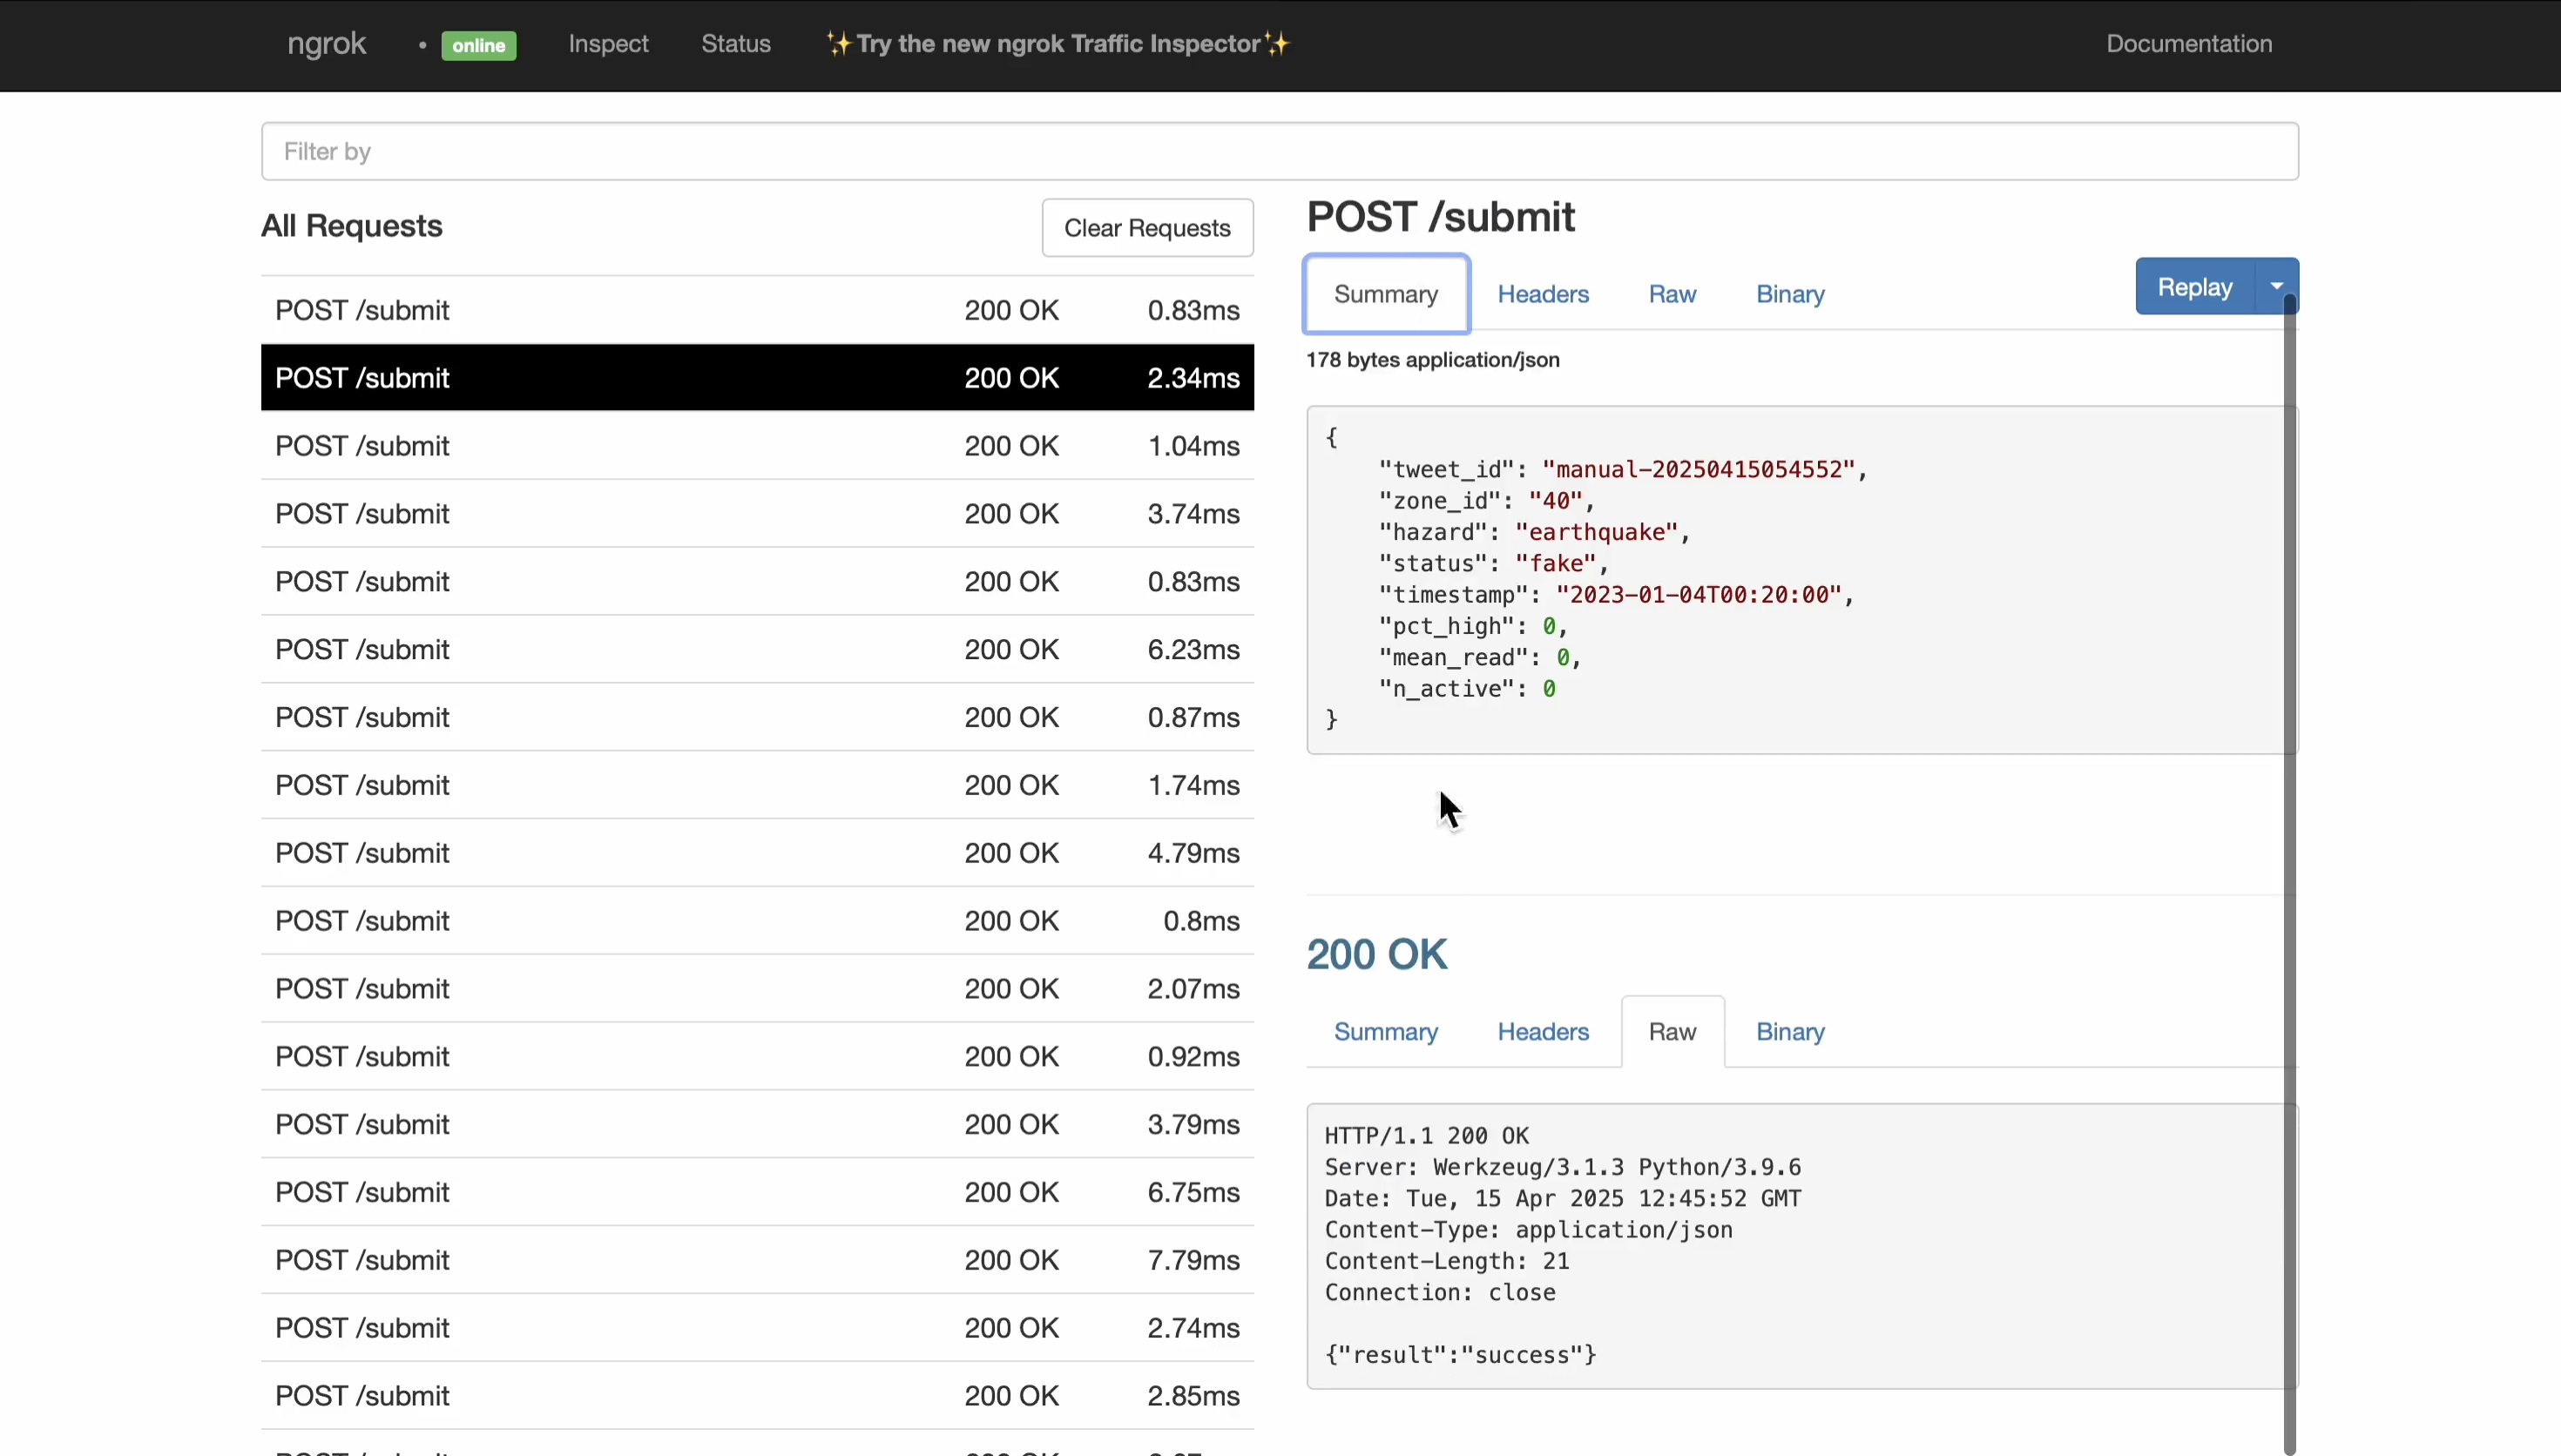 ngrok • online Inspect Status ✨Try the new ngrok Traffic Inspector✨ Documentation
Filter by
All Requests
Clear Requests
POST /submit 200 OK 0.83ms
POST /submit 200 OK 2.34ms
POST /submit 200 OK 1.04ms
POST /submit 200 OK 3.74ms
POST /submit 200 OK 0.83ms
POST /submit 200 OK 6.23ms
POST /submit 200 OK 0.87ms
POST /submit 200 OK 1.74ms
POST /submit 200 OK 4.79ms
POST /submit 200 OK 0.8ms
POST /submit 200 OK 2.07ms
POST /submit 200 OK 0.92ms
POST /submit 200 OK 3.79ms
POST /submit 200 OK 6.75ms
POST /submit 200 OK 7.79ms
POST /submit 200 OK 2.74ms
POST /submit 200 OK 2.85ms
POST /submit
Summary Headers Raw Binary
Replay
178 bytes application/json
{
"tweet_id": "manual-20250415054552",
"zone_id": "40",
"hazard": "earthquake",
"status": "fake",
"timestamp": "2023-01-04T00:20:00",
"pct_high": 0,
"mean_read": 0,
"n_active": 0
}
200 OK
Summary Headers Raw Binary
HTTP/1.1 200 OK
Server: Werkzeug/3.1.3 Python/3.9.6
Date: Tue, 15 Apr 2025 12:45:52 GMT
Content-Type: application/json
Content-Length: 21
Connection: close
{"result":"success"}